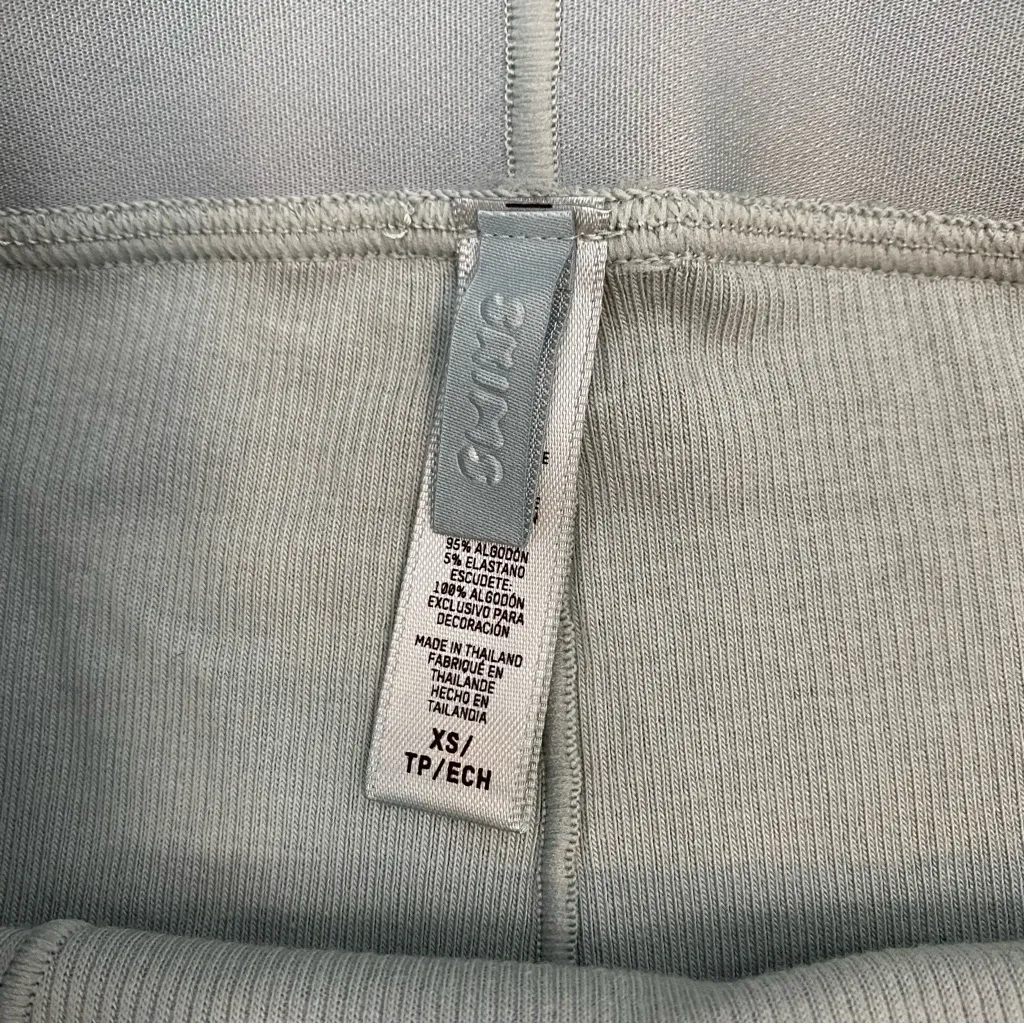 SKIMS
E
95% ALGODÓN
5% ELASTANO
ESCUDETE:
100% ALGODÓN
EXCLUSIVO PARA
DECORACIÓN
MADE IN THAILAND
FABRIQUÉ EN
THAILANDE
HECHO EN
TAILANDIA
XS/
TP/ECH